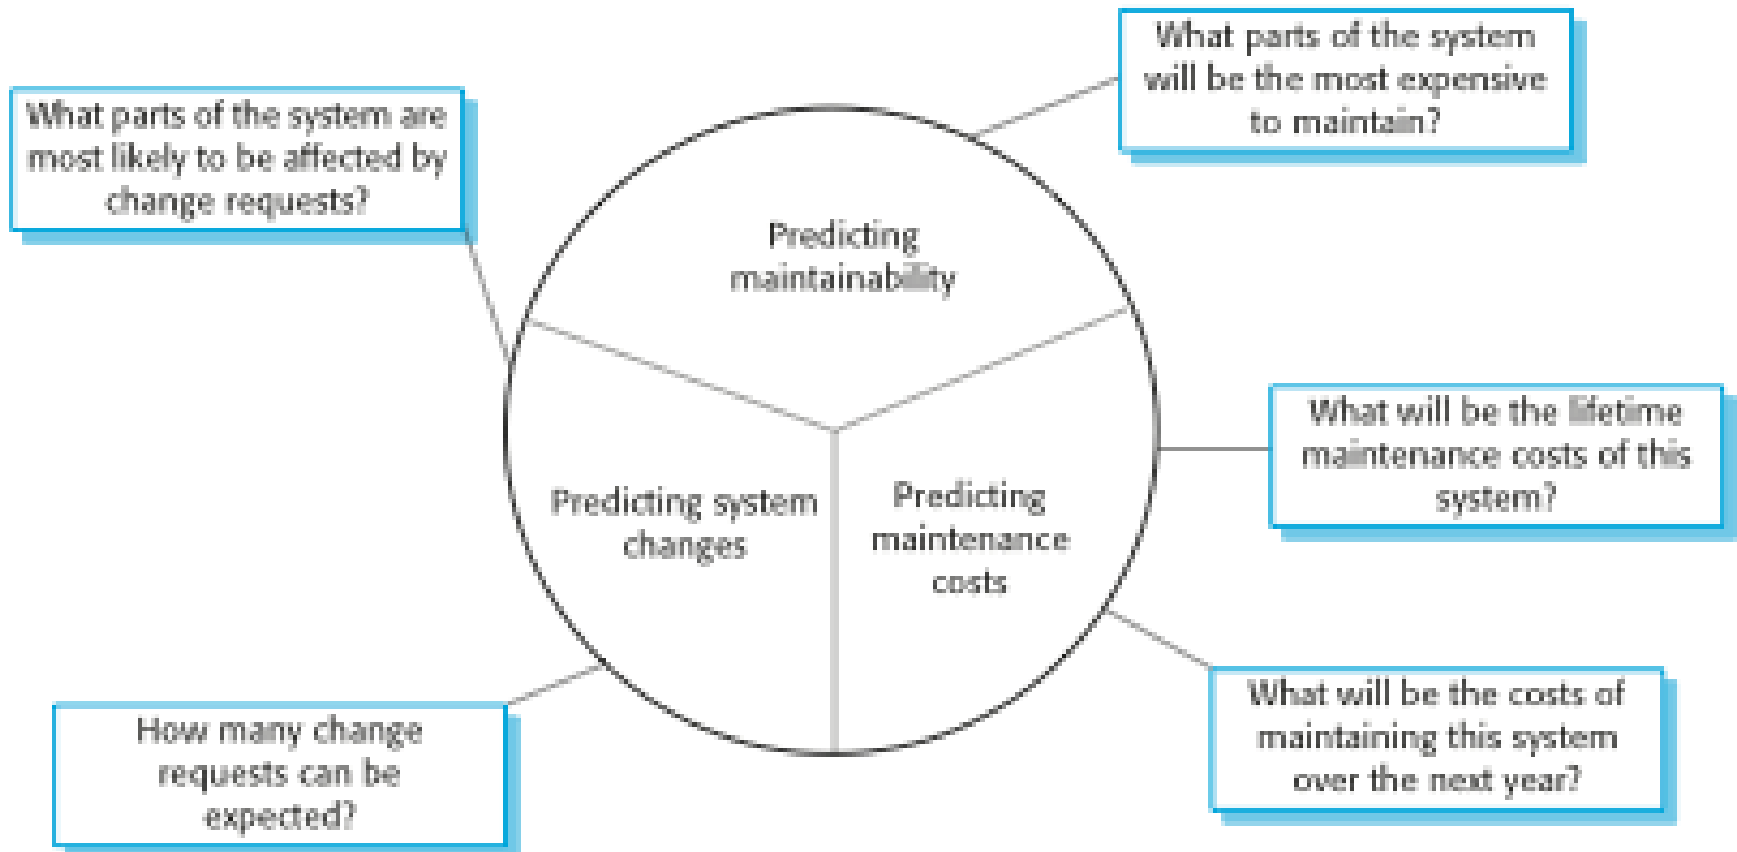 What parts of the system
will be the most expensive
to maintain?
What parts of the system are
most likely to be affected by
change requests?
Predicting
maintainability
What will be the lifetime
maintenance costs of this
system?
Predicting system
changes
Predicting
maintenance
costs
What will be the costs of
maintaining this system
over the next year?
How many change
requests can be
expected?